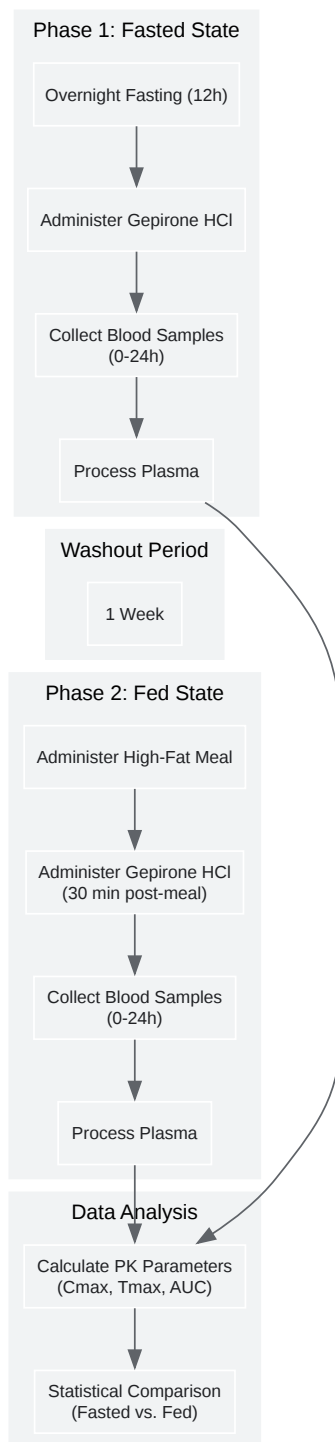 Phase 1: Fasted State
Overnight Fasting (12h)
Administer Gepirone HCl
Collect Blood Samples
(0-24h)
Process Plasma
Washout Period
1 Week
Phase 2: Fed State
Administer High-Fat Meal
Administer Gepirone HCl
(30 min post-meal)
Collect Blood Samples
(0-24h)
Process Plasma
Data Analysis
Calculate PK Parameters
(Cmax, Tmax, AUC)
Statistical Comparison
(Fasted vs. Fed)